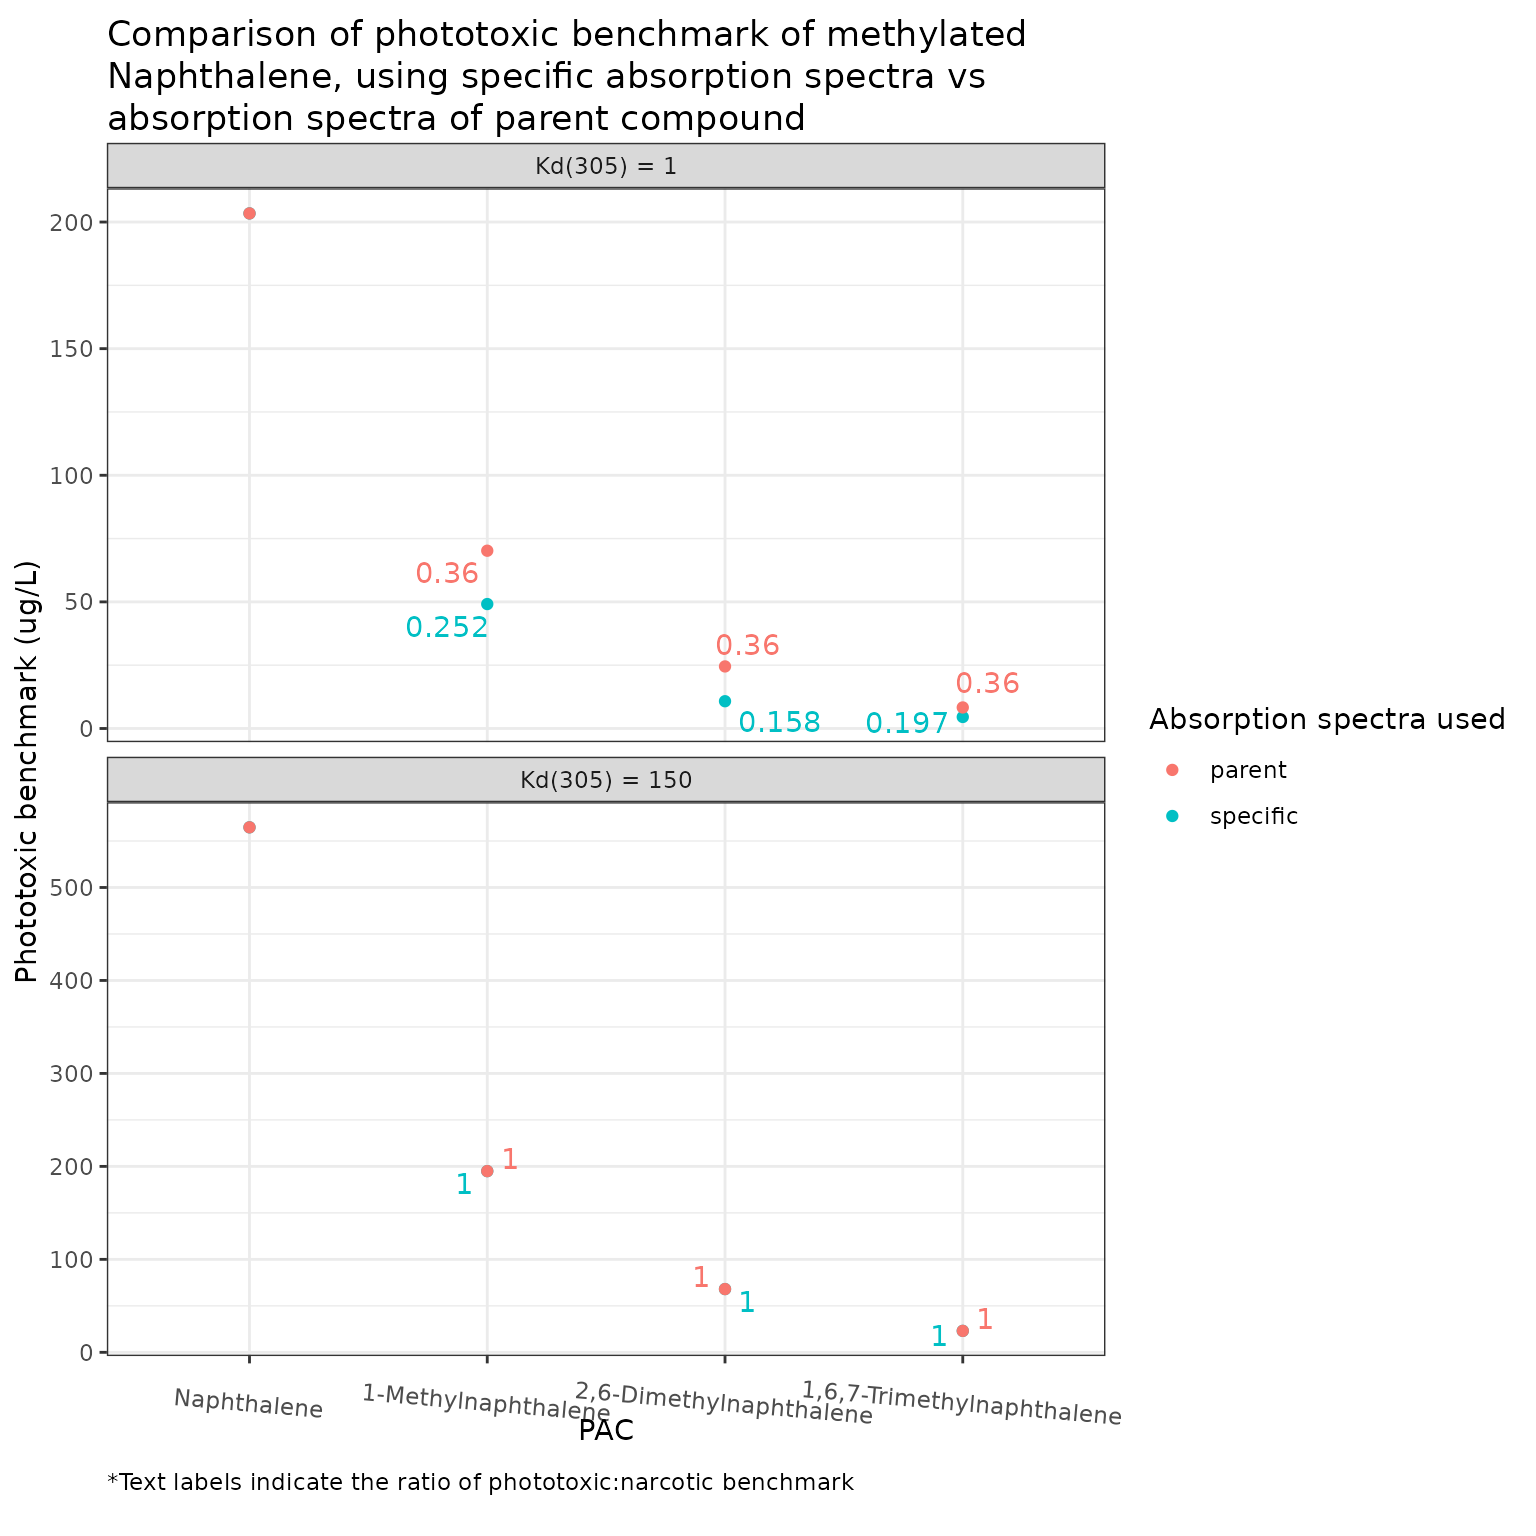 Comparison of phototoxic benchmark of methylated
Naphthalene, using specific absorption spectra vs
absorption spectra of parent compound
Kd(305) = 1
200
150
100
50
0
0.36
0.252
0.36
0.158
0.36
0.197
Kd(305) = 150
500
400
300
200
100
0
1
1
1
1
1
1
Phototoxic benchmark (ug/L)
Naphthalene
1-Methylnaphthalene
2,6-Dimethylnaphthalene
1,6,7-Trimethylnaphthalene
PAC
Absorption spectra used
parent
specific
*Text labels indicate the ratio of phototoxic:narcotic benchmark